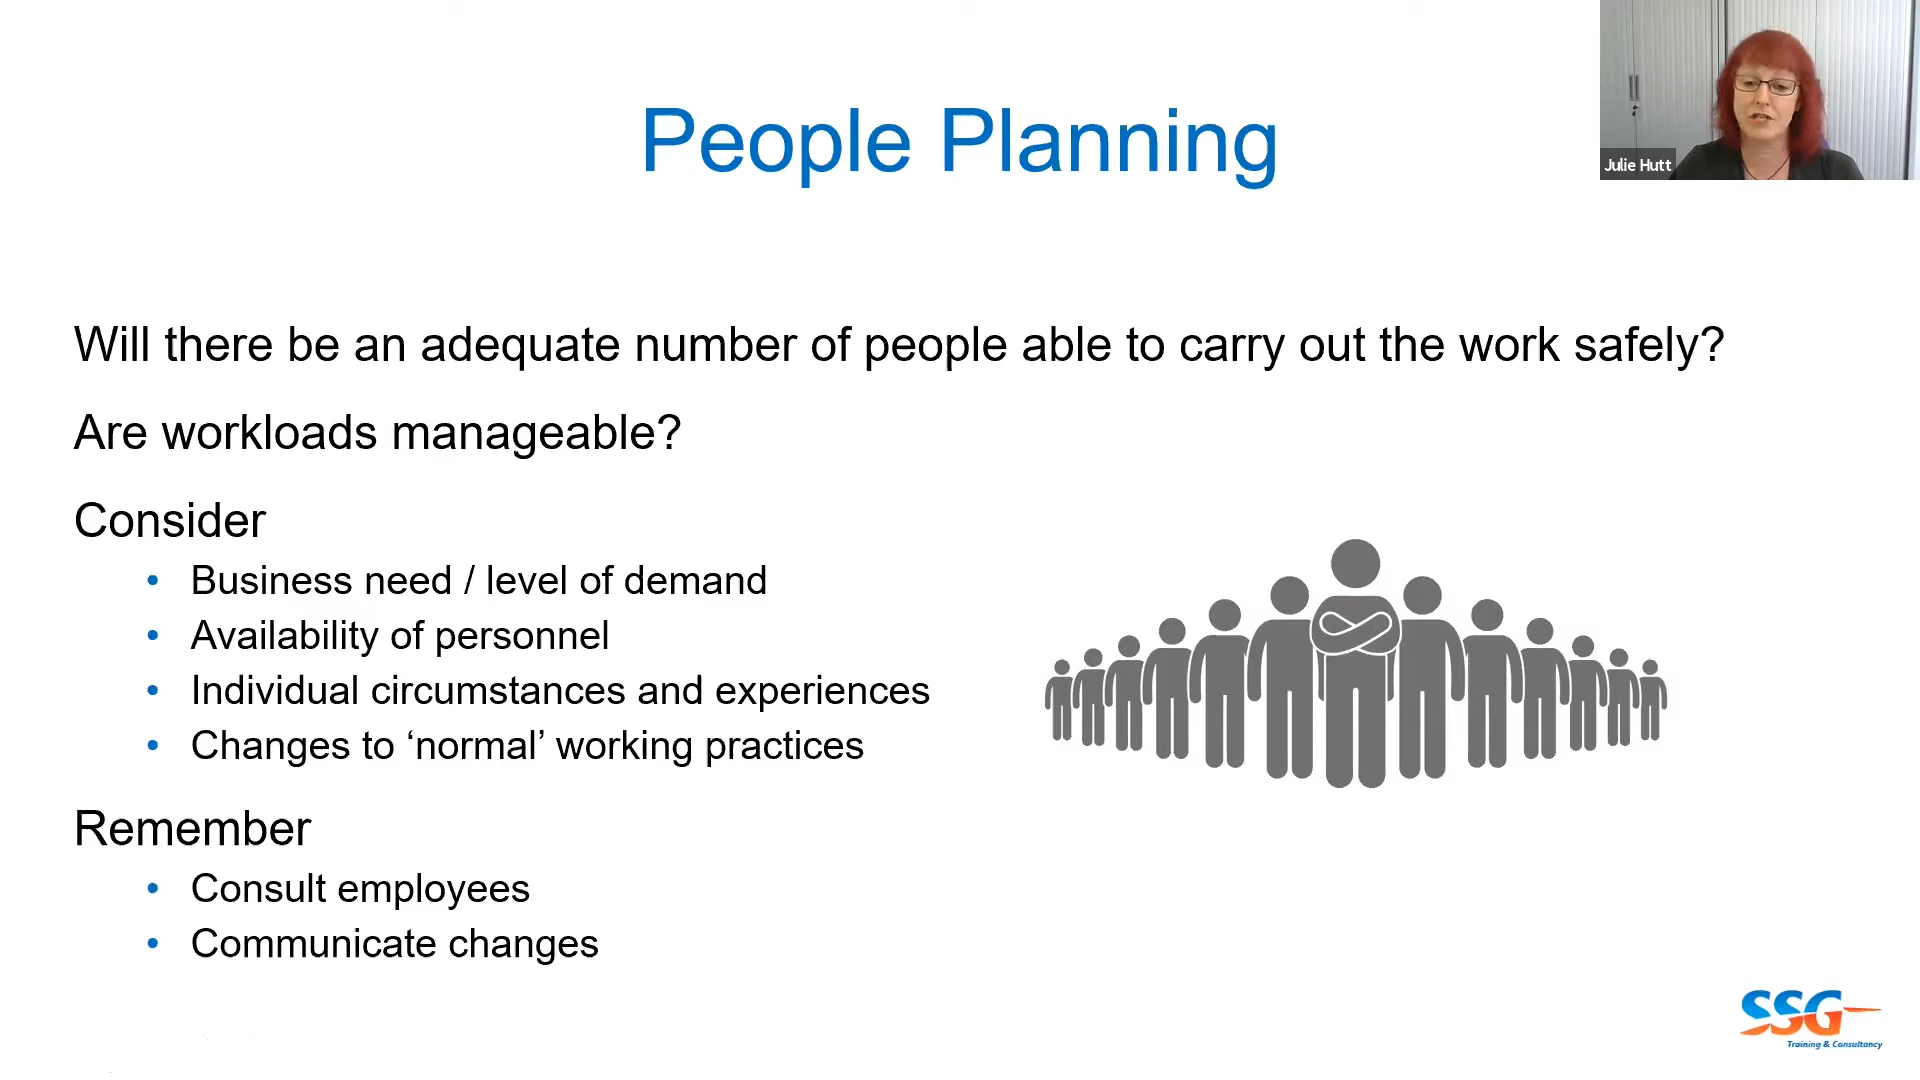 People Planning
Julie Hutt
Will there be an adequate number of people able to carry out the work safely?
Are workloads manageable?
Consider
• Business need / level of demand
• Availability of personnel
• Individual circumstances and experiences
• Changes to ‘normal’ working practices
Remember
• Consult employees
• Communicate changes
SSG
Training & Consultancy